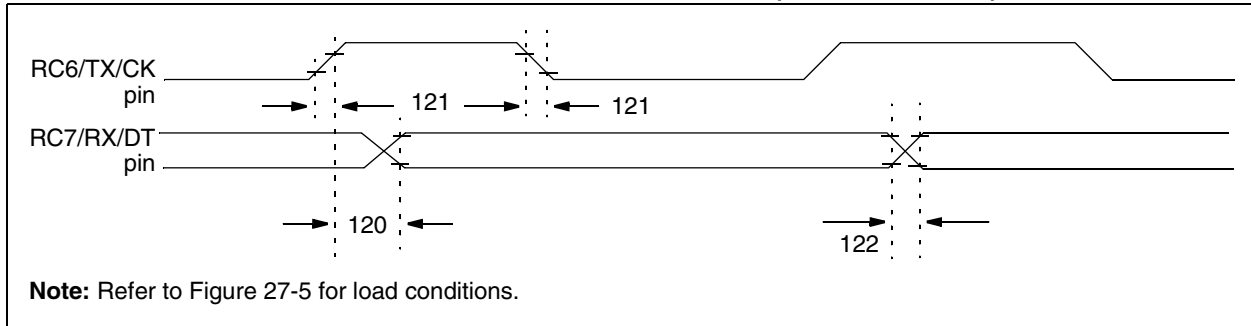 RC6/TX/CK
pin
121
121
RC7/RX/DT
pin
120
122
Note: Refer to Figure 27-5 for load conditions.